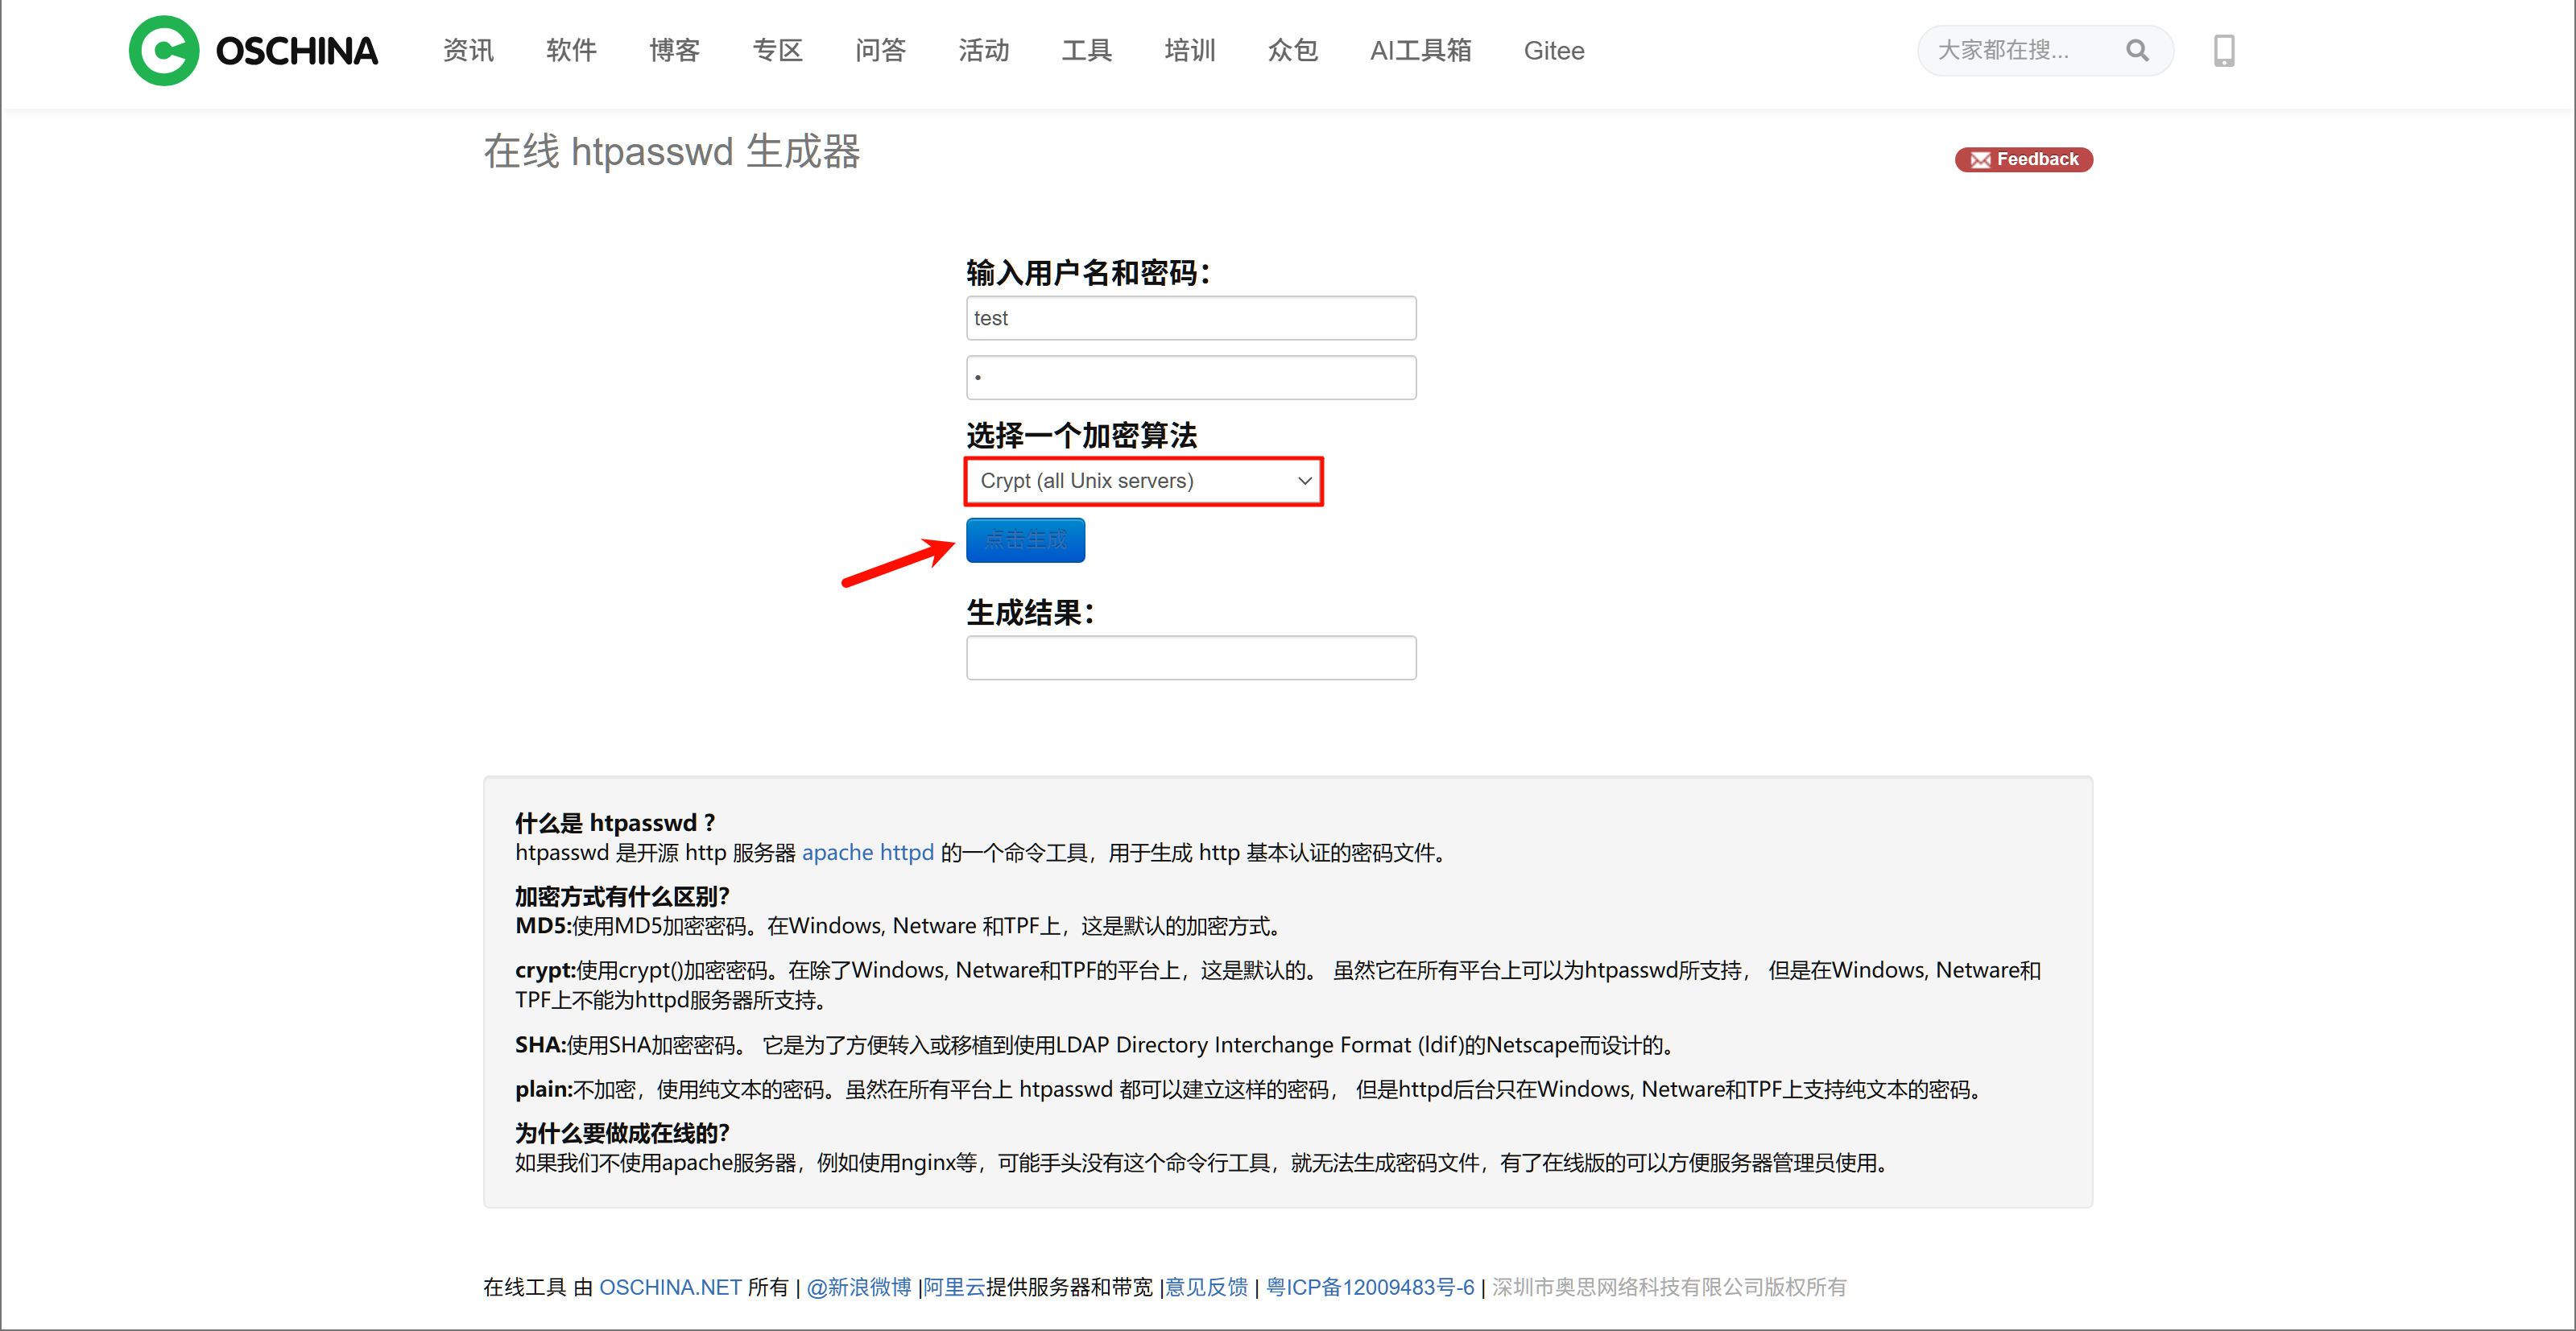 OSCHINA 资讯 软件 博客 专区 问答 活动 工具 培训 众包 AI工具箱 Gitee 大家都在搜...
在线 htpasswd 生成器
Feedback
输入用户名和密码：
test
•
选择一个加密算法
Crypt (all Unix servers)
点击生成
生成结果：
什么是 htpasswd ?
htpasswd 是开源 http 服务器 apache httpd 的一个命令工具，用于生成 http 基本认证的密码文件。
加密方式有什么区别?
MD5:使用MD5加密密码。在Windows, Netware 和TPF上，这是默认的加密方式。
crypt:使用crypt()加密密码。在除了Windows, Netware和TPF的平台上，这是默认的。 虽然它在所有平台上可以为htpasswd所支持， 但是在Windows, Netware和
TPF上不能为httpd服务器所支持。
SHA:使用SHA加密密码。 它是为了方便转入或移植到使用LDAP Directory Interchange Format (ldif)的Netscape而设计的。
plain:不加密，使用纯文本的密码。虽然在所有平台上 htpasswd 都可以建立这样的密码， 但是httpd后台只在Windows, Netware和TPF上支持纯文本的密码。
为什么要做成在线的?
如果我们不使用apache服务器，例如使用nginx等，可能手头没有这个命令行工具，就无法生成密码文件，有了在线版的可以方便服务器管理员使用。
在线工具 由 OSCHINA.NET 所有 | @新浪微博 |阿里云提供服务器和带宽 |意见反馈 | 粤ICP备12009483号-6 | 深圳市奥思网络科技有限公司版权所有